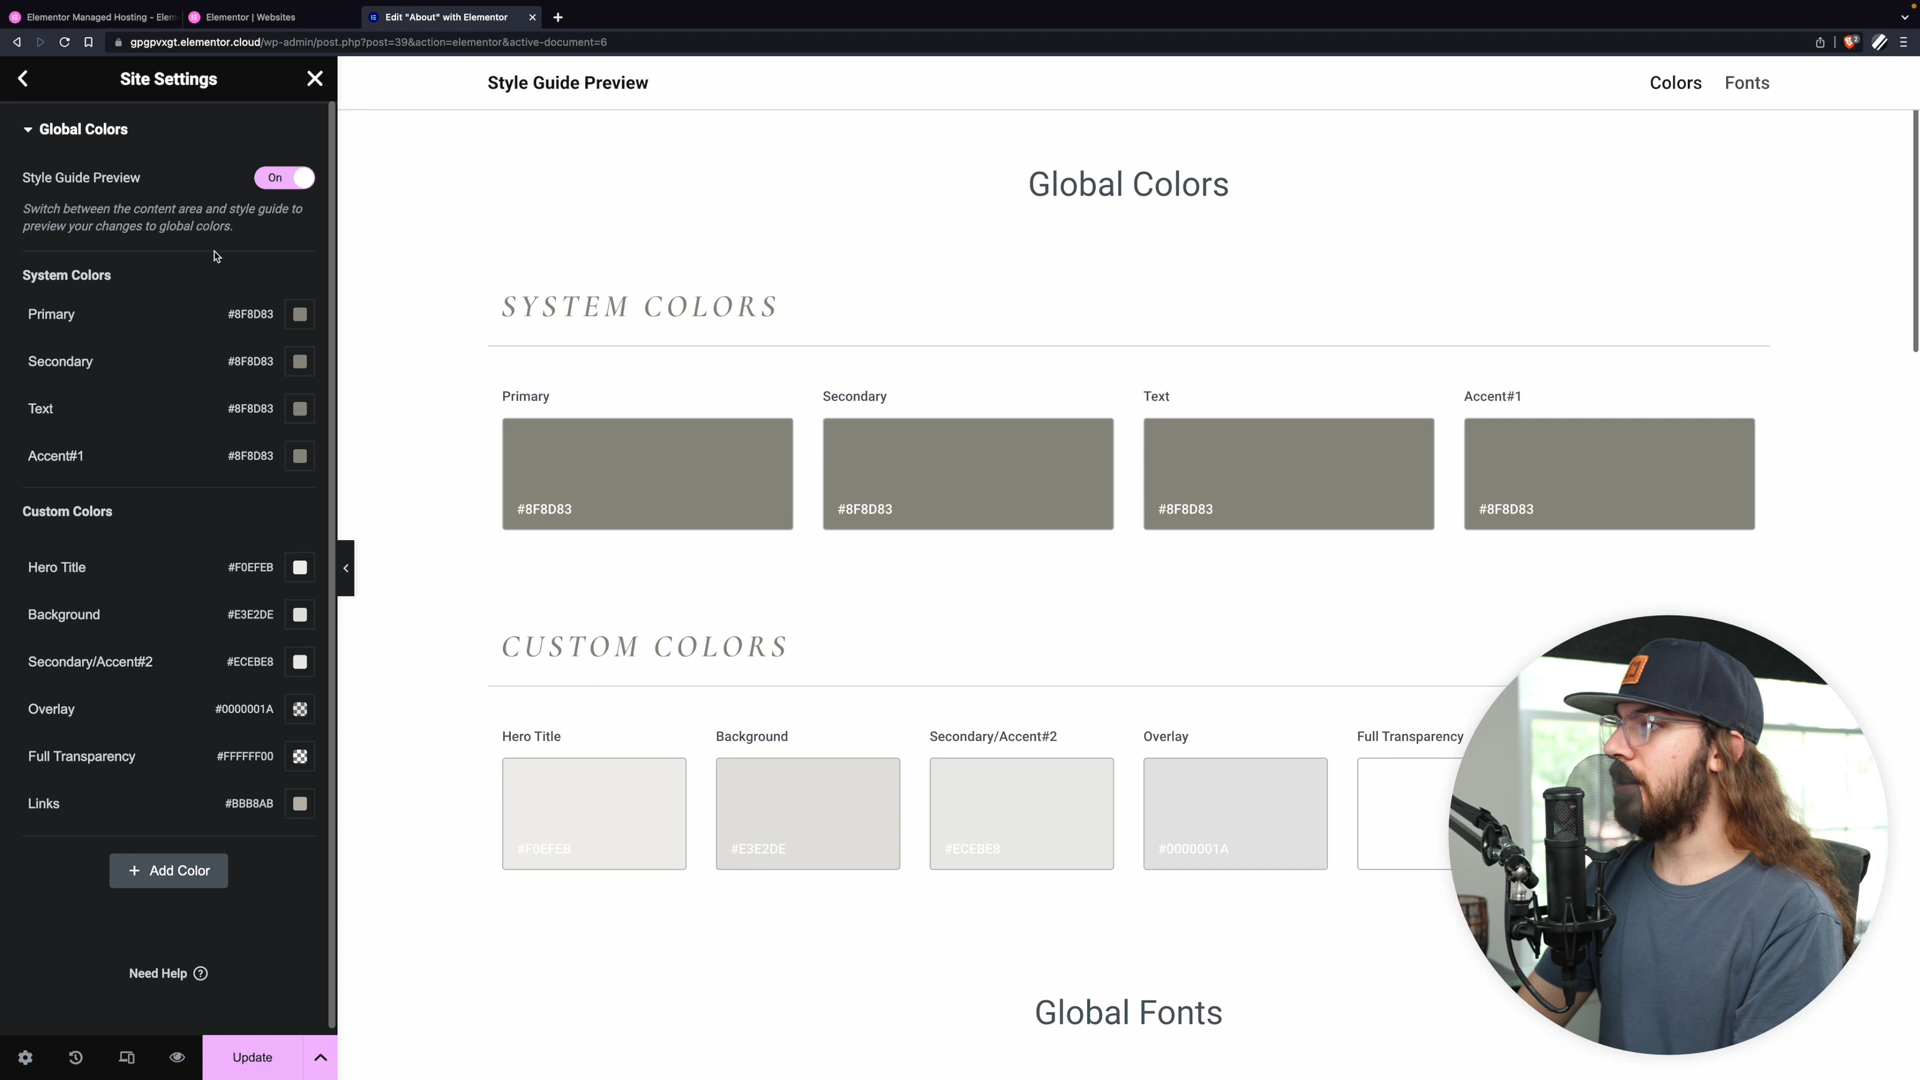 Elementor Managed Hosting - Elem
Elementor | Websites
Edit "About" with Elementor
gpgpvxgt.elementor.cloud/wp-admin/post.php?post=39&action=elementor&active-document=6
2
Site Settings
Global Colors
Style Guide Preview
On
Switch between the content area and style guide to
preview your changes to global colors.
System Colors
Primary #8F8D83
Secondary #8F8D83
Text #8F8D83
Accent#1 #8F8D83
Custom Colors
Hero Title #F0EFEB
Background #E3E2DE
Secondary/Accent#2 #ECEBE8
Overlay #0000001A
Full Transparency #FFFFFF00
Links #BBB8AB
+ Add Color
Need Help ?
Update
Style Guide Preview
Colors Fonts
Global Colors
SYSTEM COLORS
Primary Secondary Text Accent#1
#8F8D83 #8F8D83 #8F8D83 #8F8D83
CUSTOM COLORS
Hero Title Background Secondary/Accent#2 Overlay Full Transparency
#F0EFEB #E3E2DE #ECEBE8 #0000001A
Global Fonts